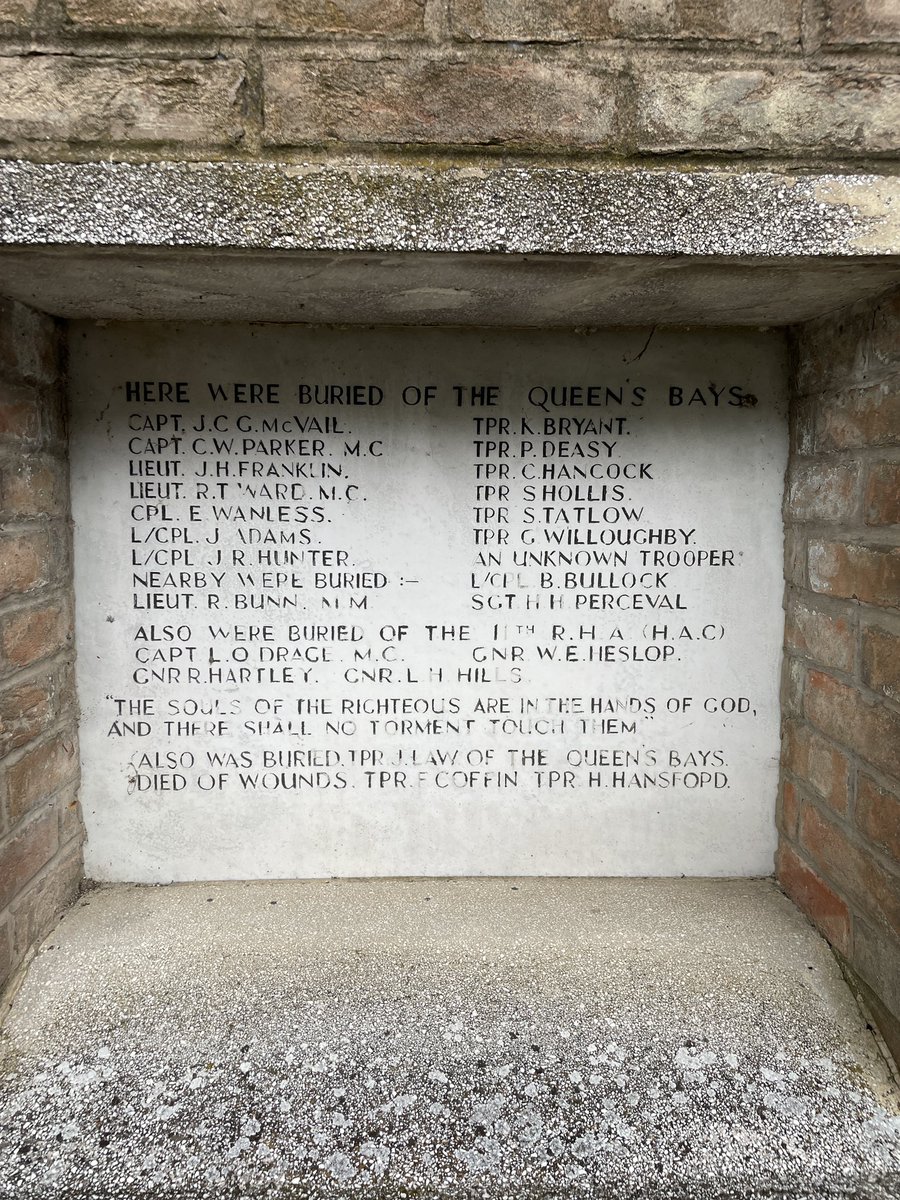 HERE WERE BURIED OF THE QUEEN'S BAYS
CAPT. J.C.G. McVAIL. TPR. K. BRYANT.
CAPT. C.W. PARKER. M.C TPR. P. DEASY.
LIEUT. J.H. FRANKLIN. TPR. C. HANCOCK
LIEUT. R.T WARD. M.C. TPR S HOLLIS.
CPL. E WANLESS. TPR S. TATLOW
L/CPL. J ADAMS. TPR G WILLOUGHBY.
L/CPL J R. HUNTER. AN UNKNOWN TROOPER
NEARBY WERE BURIED :- L/CPL B. BULLOCK
LIEUT. R. BUNN. M.M SGT H H PERCEVAL
ALSO WERE BURIED OF THE 11TH R.H.A (H.A.C)
CAPT L.O DRAGE. M.C. GNR W.E. HESLOP.
GNR R. HARTLEY. GNR. L H HILLS
"THE SOULS OF THE RIGHTEOUS ARE IN THE HANDS OF GOD,
AND THERE SHALL NO TORMENT TOUCH THEM"
ALSO WAS BURIED. TPR J. LAW OF THE QUEEN'S BAYS.
DIED OF WOUNDS. TPR. F COFFIN TPR. H. HANSFORD.